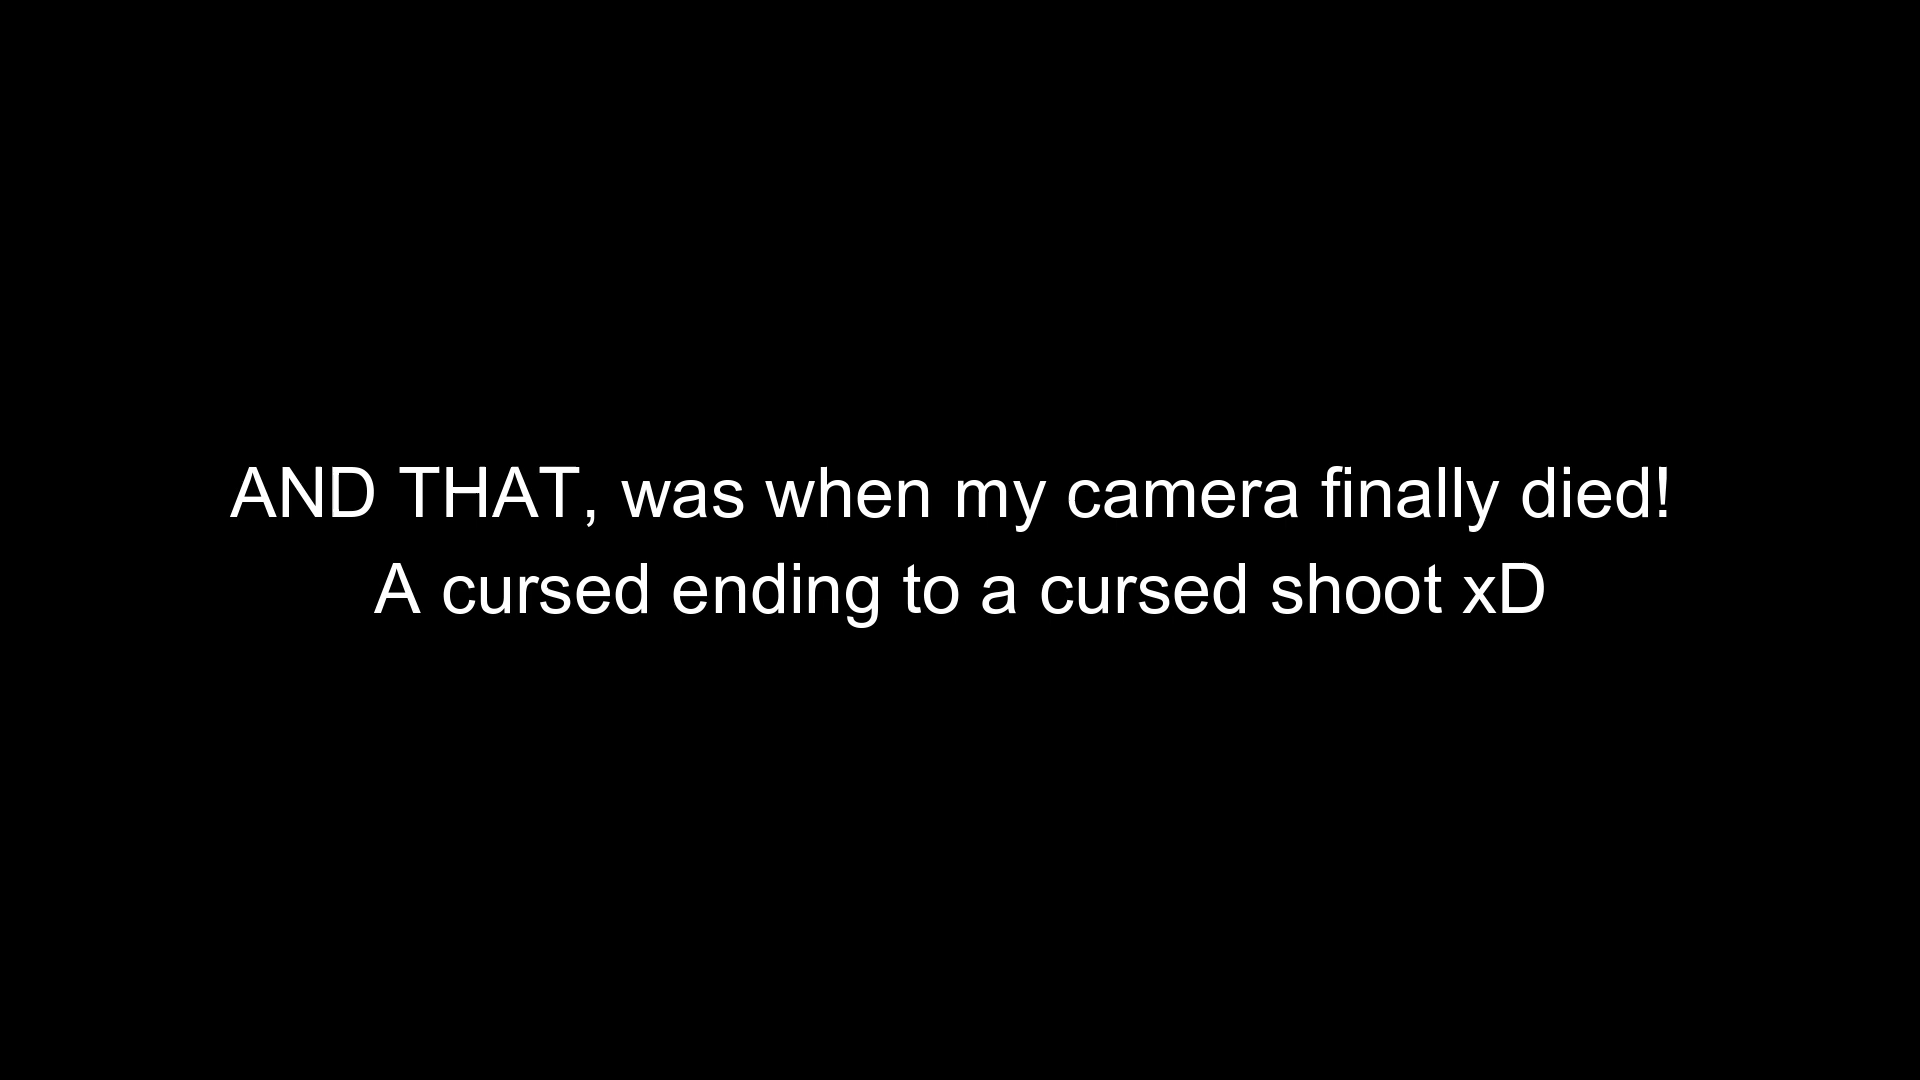 AND THAT, was when my camera finally died!
A cursed ending to a cursed shoot xD